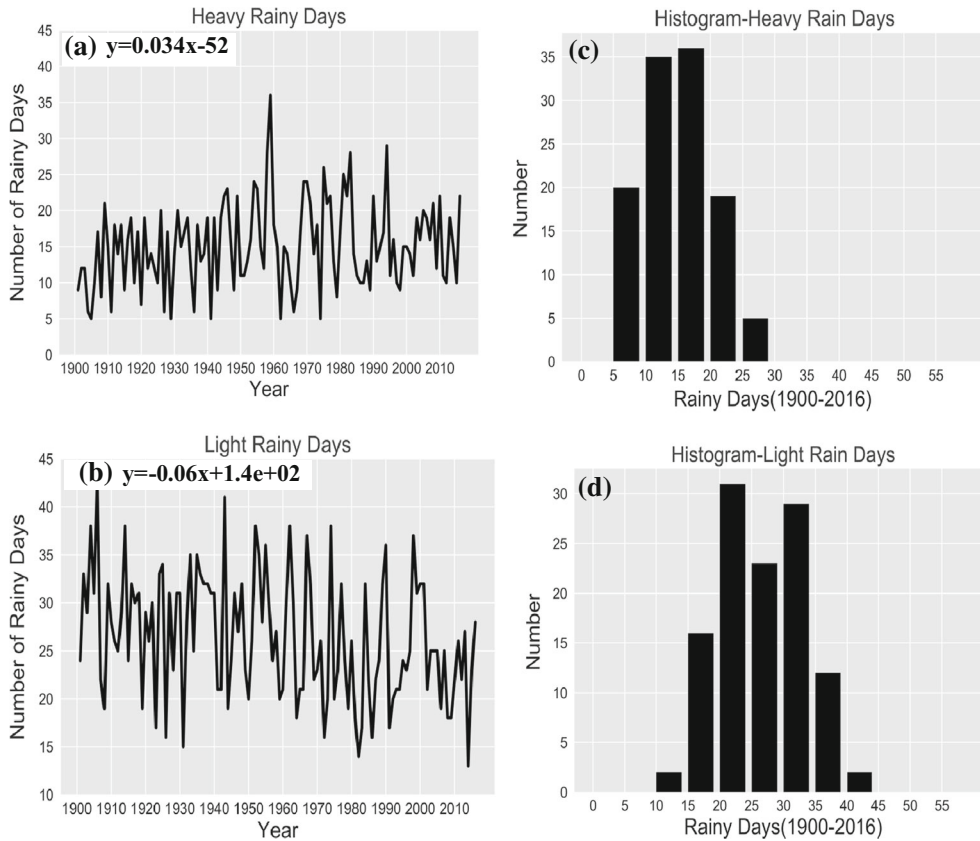 Heavy Rainy Days
(a) y=0.034x-52
Number of Rainy Days
45
40
35
30
25
20
15
10
5
0
1900 1910 1920 1930 1940 1950 1960 1970 1980 1990 2000 2010
Year
Histogram-Heavy Rain Days
(c)
Number
35
30
25
20
15
10
5
0
0 5 10 15 20 25 30 35 40 45 50 55
Rainy Days(1900-2016)
Light Rainy Days
(b) y=-0.06x+1.4e+02
Number of Rainy Days
45
40
35
30
25
20
15
10
1900 1910 1920 1930 1940 1950 1960 1970 1980 1990 2000 2010
Year
Histogram-Light Rain Days
(d)
Number
30
25
20
15
10
5
0
0 5 10 15 20 25 30 35 40 45 50 55
Rainy Days(1900-2016)